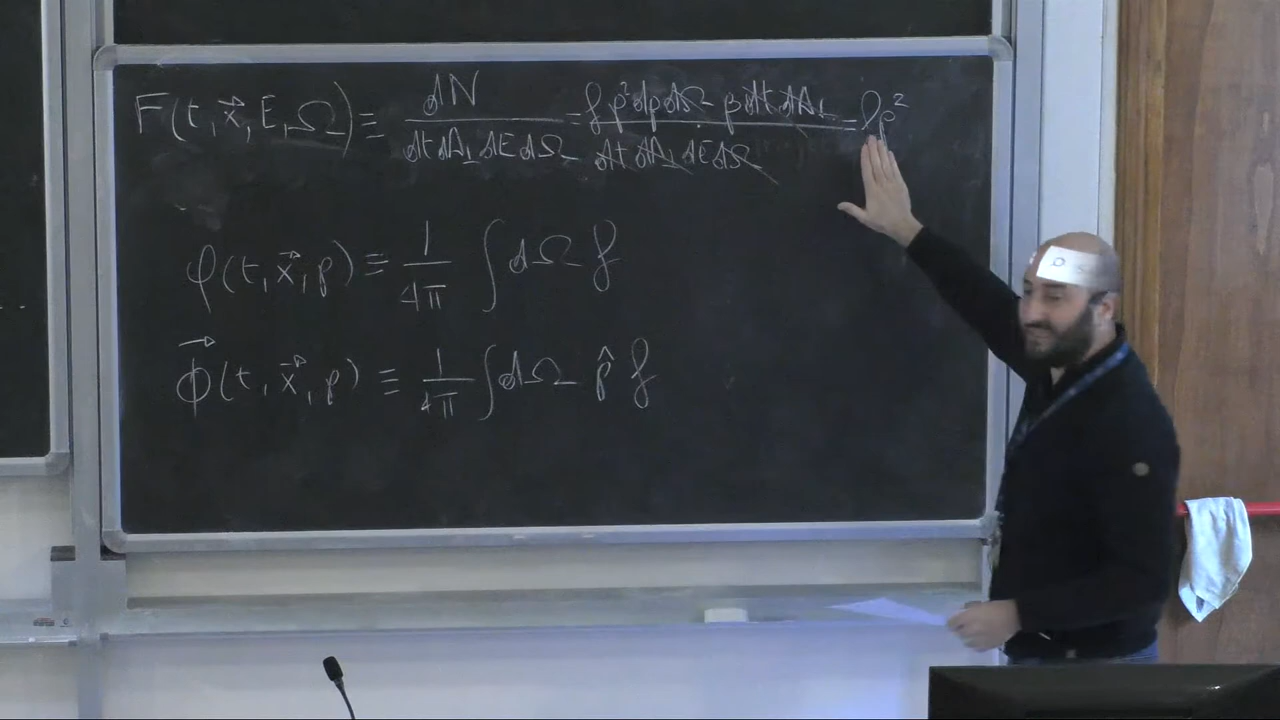 F(t, x⃗, E, Ω) ≡ dN / dt dA⊥ dE dΩ = f p² dp dΩ β dt dA⊥ / dt dA⊥ dE dΩ = f p²
φ(t, x⃗, p) ≡ 1/4π ∫ dΩ f
ϕ⃗(t, x⃗, p) ≡ 1/4π ∫ dΩ p̂ f